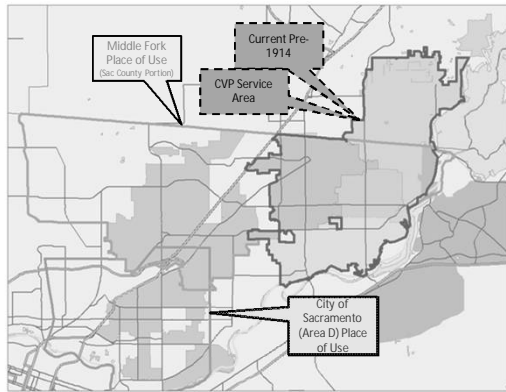 Current Pre-
1914
Middle Fork
Place of Use
(Sac County Portion)
CVP Service
Area
City of
Sacramento
(Area D) Place
of Use